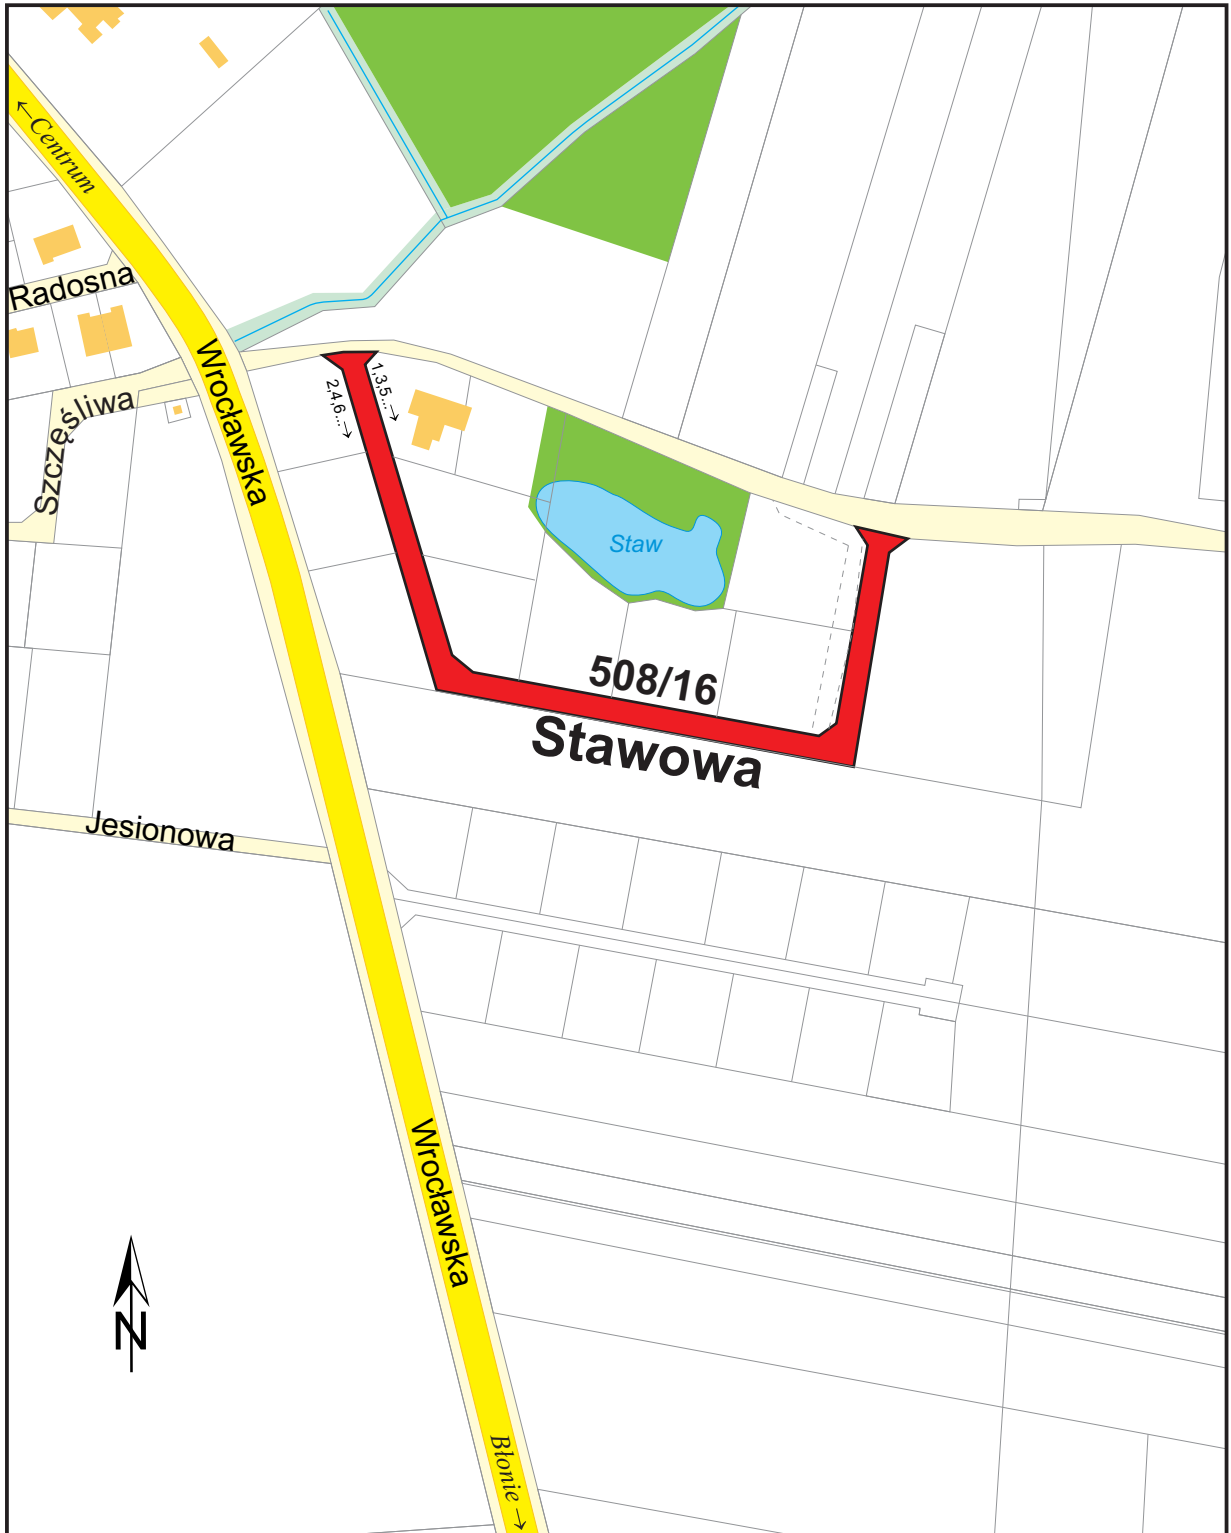 ← Centrum
Radosna
Wrocławska
Szczęśliwa
1,3,5... →
2,4,6... →
Staw
508/16
Stawowa
Jesionowa
Wrocławska
N
Błonie →